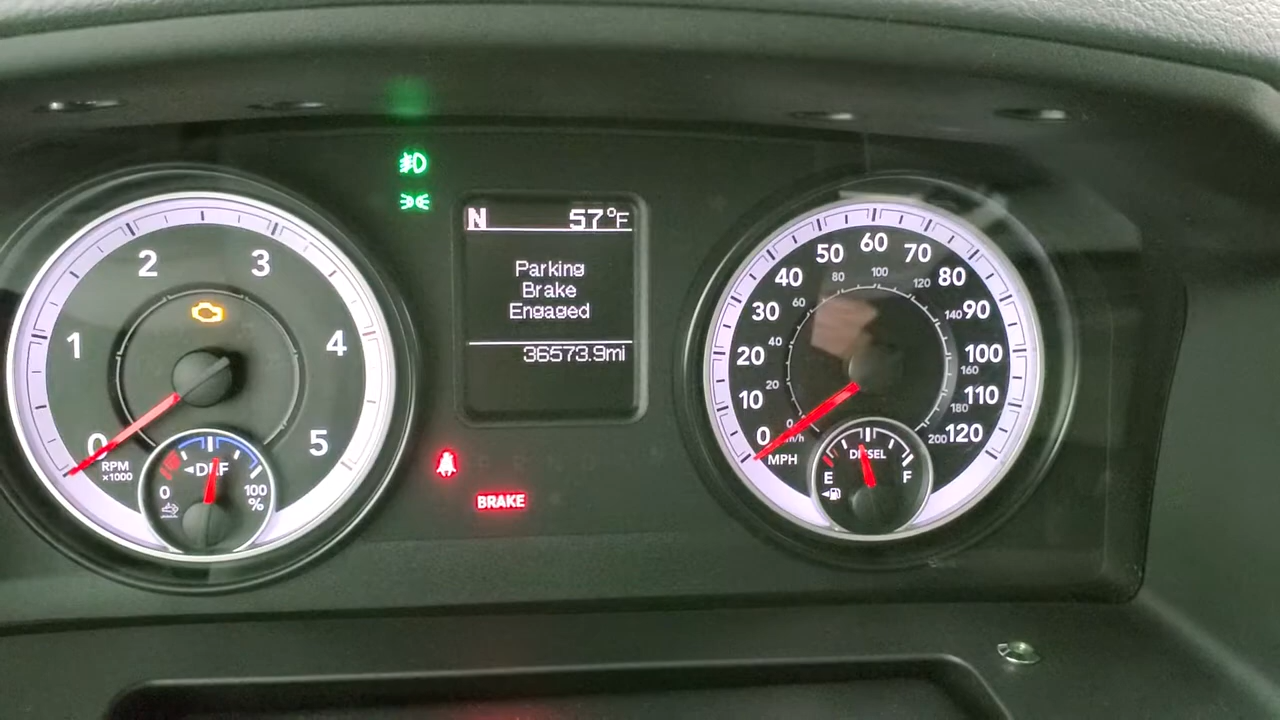 N 57°F
Parking
Brake
Engaged
36573.9mi
0 1 2 3 4 5
RPM
x1000
DEF
0 100
%
BRAKE
0 10 20 30 40 50 60 70 80 90 100 110 120
MPH
0 20 40 60 80 100 120 140 160 180 200
km/h
DIESEL
E F